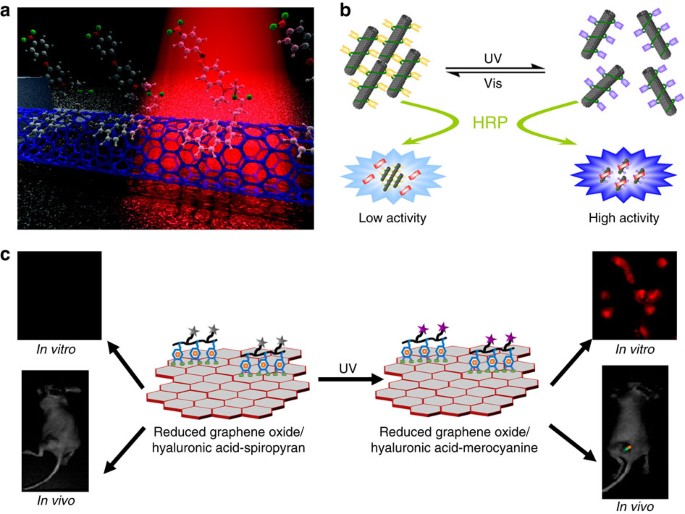 a
b
UV
Vis
HRP
Low activity
High activity
c
In vitro
In vivo
Reduced graphene oxide/
hyaluronic acid-spiropyran
UV
Reduced graphene oxide/
hyaluronic acid-merocyanine
In vitro
In vivo